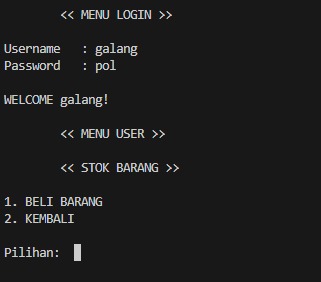 << MENU LOGIN >>
Username : galang
Password : pol
WELCOME galang!
<< MENU USER >>
<< STOK BARANG >>
1. BELI BARANG
2. KEMBALI
Pilihan: